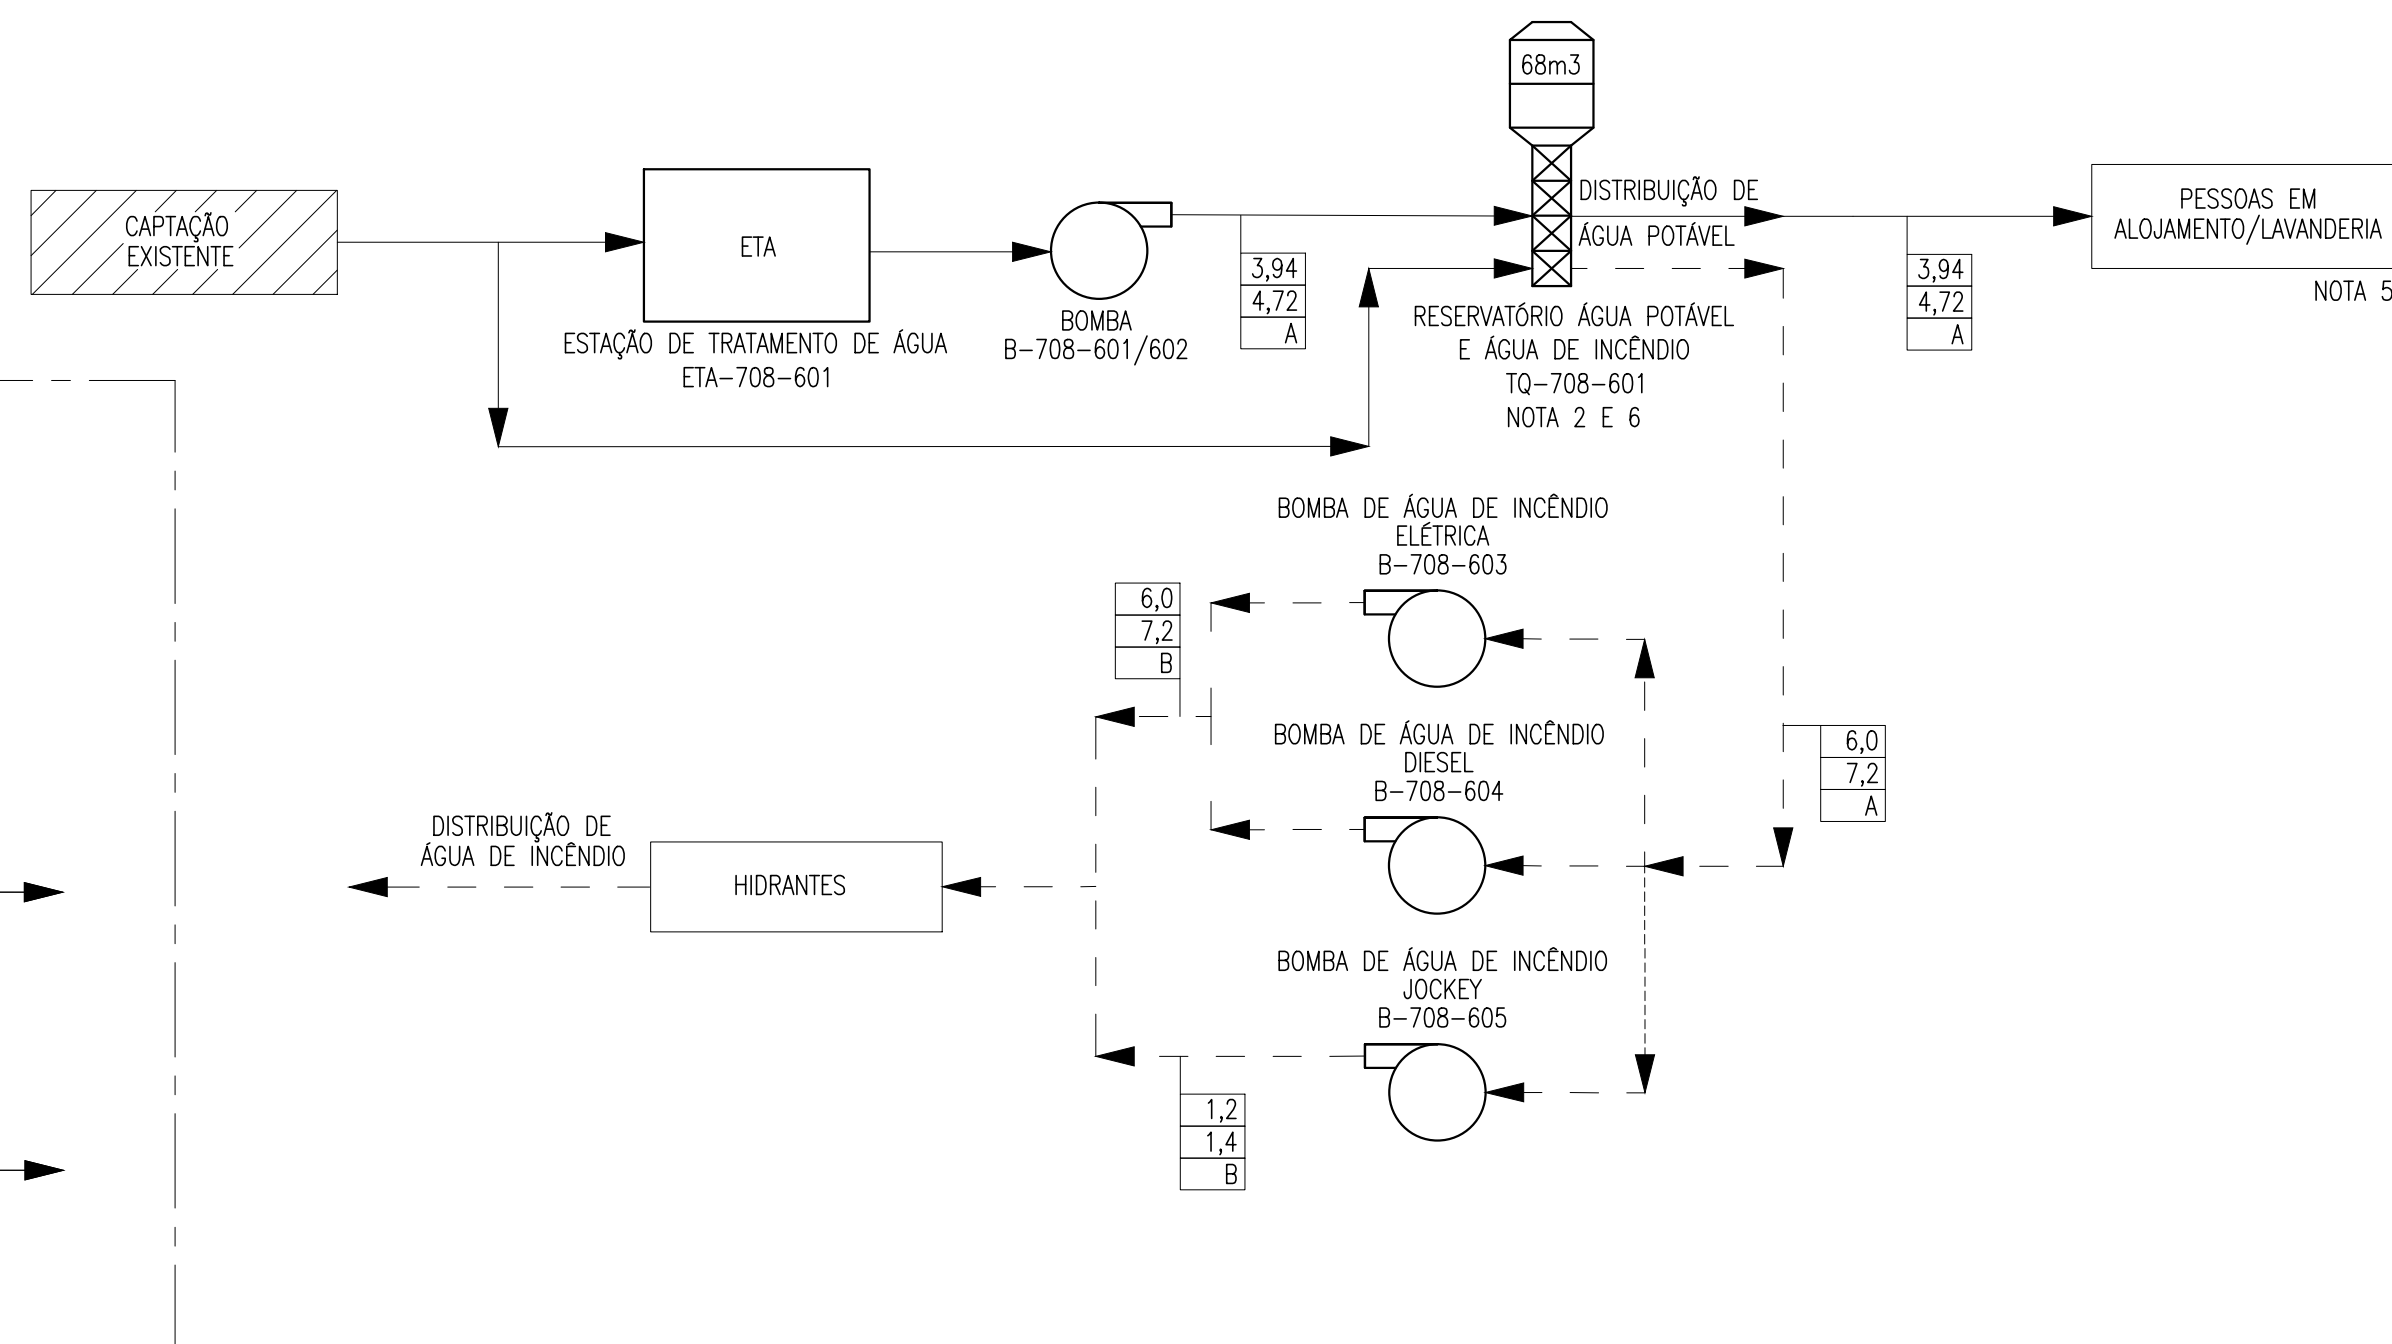 68m3
CAPTAÇÃO
EXISTENTE
ETA
ESTAÇÃO DE TRATAMENTO DE ÁGUA
ETA-708-601
BOMBA
B-708-601/602
3,94
4,72
A
DISTRIBUIÇÃO DE
ÁGUA POTÁVEL
RESERVATÓRIO ÁGUA POTÁVEL
E ÁGUA DE INCÊNDIO
TQ-708-601
NOTA 2 E 6
3,94
4,72
A
PESSOAS EM
ALOJAMENTO/LAVANDERIA
NOTA 5
BOMBA DE ÁGUA DE INCÊNDIO
ELÉTRICA
B-708-603
6,0
7,2
B
BOMBA DE ÁGUA DE INCÊNDIO
DIESEL
B-708-604
6,0
7,2
A
DISTRIBUIÇÃO DE
ÁGUA DE INCÊNDIO
HIDRANTES
BOMBA DE ÁGUA DE INCÊNDIO
JOCKEY
B-708-605
1,2
1,4
B